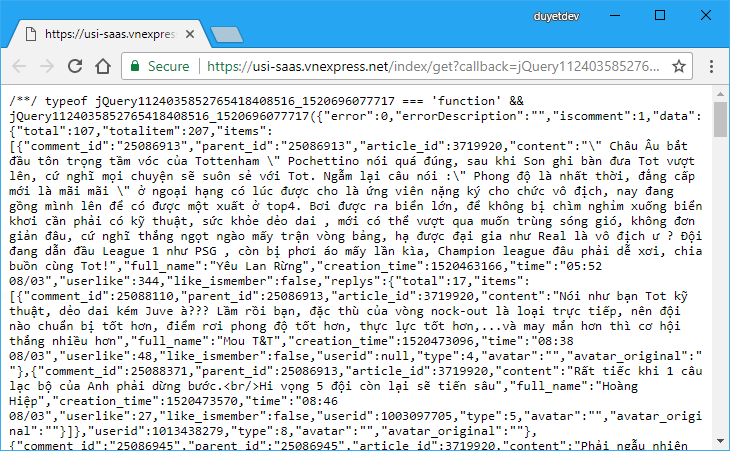 duyetdev
https://usi-saas.vnexpres
Secure
https://usi-saas.vnexpress.net/index/get?callback=jQuery112403585276...
/**/ typeof jQuery112403585276541840​8516_1520696077717 === 'function' &&
jQuery1124035852765418408516_1520696077717({"error":0,"errorDescription":"","iscomment":1,"data":
{"total":107,"totalitem":207,"items":
[{"comment_id":"25086913","parent_id":"25086913","article_id":3719920,"content":"\" Châu Âu bắt
đầu tôn trọng tầm vóc của Tottenham \" Pochettino nói quá đúng, sau khi Son ghi bàn đưa Tot vượt
lên, cứ nghĩ mọi chuyện sẽ suôn sẻ với Tot. Ngẫm lại câu nói :\" Phong độ là nhất thời, đẳng cấp
mới là mãi mãi \" ở ngoại hạng có lúc được cho là ứng viên nặng ký cho chức vô địch, nay đang
gồng mình lên để có được một xuất ở top4. Bơi được ra biển lớn, để không bị chìm nghỉm xuống biển
khơi cần phải có kỹ thuật, sức khỏe dẻo dai , mới có thể vượt qua muốn trùng sóng gió, không đơn
giản đâu, cứ nghĩ thắng ngọt ngào mấy trận vòng bảng, hạ được đại gia như Real là vô địch ư ? Đội
đang dẫn đầu League 1 như PSG , còn bị phơi áo mấy lần kìa, Champion league đâu phải dễ xơi, chia
buồn cùng Tot!","full_name":"Yêu Lan Rừng","creation_time":1520463166,"time":"05:52
08/03","userlike":344,"like_ismember":false,"replys":{"total":17,"items":
[{"comment_id":"25088110","parent_id":"25086913","article_id":3719920,"content":"Nói như bạn Tot kỹ
thuật, dẻo dai kém Juve à??? Lầm rồi bạn, đặc thù của vòng nock-out là loại trực tiếp, nên đội
nào chuẩn bị tốt hơn, điểm rơi phong độ tốt hơn, thực lực tốt hơn,...và may mắn hơn thì cơ hội
thắng nhiều hơn","full_name":"Mou T&T","creation_time":1520473096,"time":"08:38
08/03","userlike":48,"like_ismember":false,"userid":null,"type":4,"avatar":"","avatar_original":"
"},{"comment_id":"25088371","parent_id":"25086913","article_id":3719920,"content":"Rất tiếc khi 1 câu
lạc bộ của Anh phải dừng bước.<br/>Hi vọng 5 đội còn lại sẽ tiến sâu","full_name":"Hoàng
Hiệp","creation_time":1520473570,"time":"08:46
08/03","userlike":27,"like_ismember":false,"userid":1003097705,"type":5,"avatar":"","avatar_origi
nal":""}]},"userid":1013438279,"type":8,"avatar":"","avatar_original":""},
{"comment_id":"25086945","parent_id":"25086945","article_id":3719920,"content":"Phải ngẫu nhiên